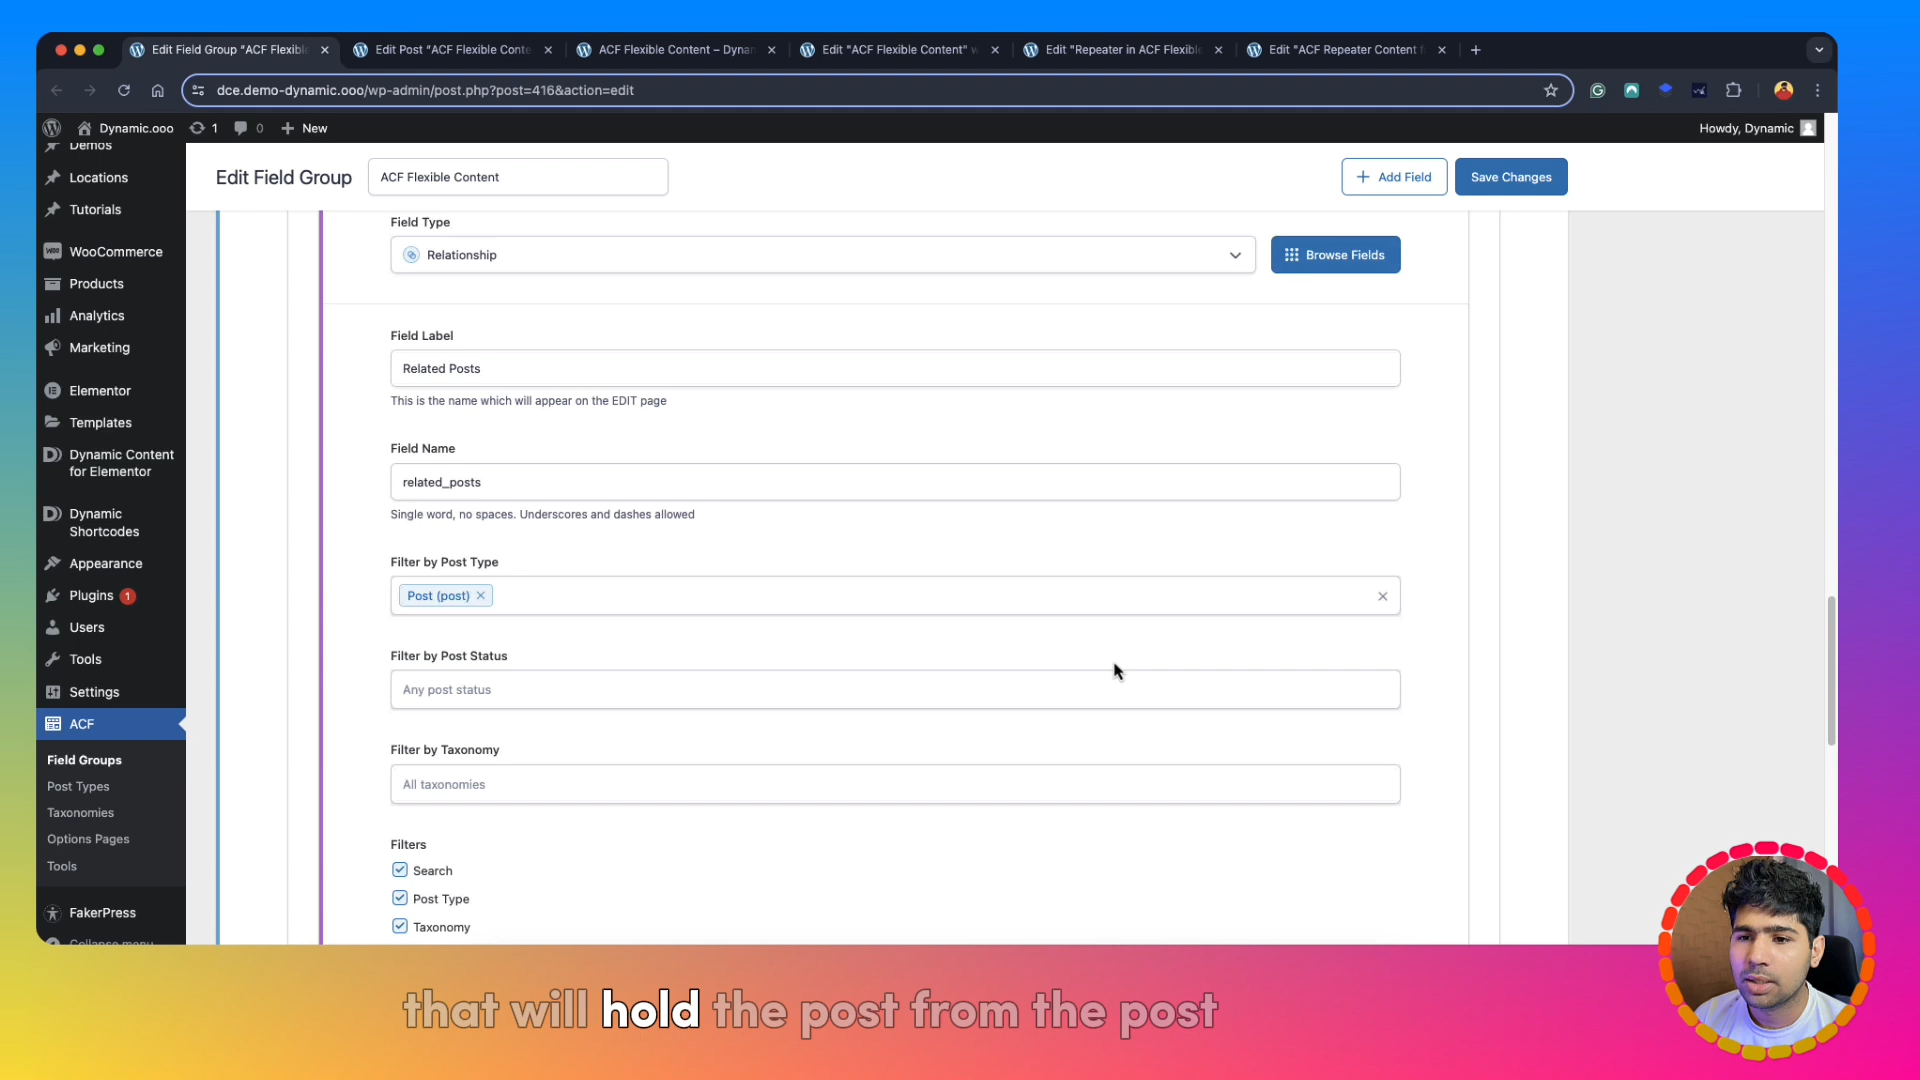 Edit Field Group "ACF Flexible
Edit Post "ACF Flexible Conte
ACF Flexible Content – Dynan
Edit "ACF Flexible Content" w
Edit "Repeater in ACF Flexible
Edit "ACF Repeater Content f
dce.demo-dynamic.ooo/wp-admin/post.php?post=416&action=edit
Dynamic.ooo
1
0
New
Howdy, Dynamic
Demos
Locations
Tutorials
WooCommerce
Products
Analytics
Marketing
Elementor
Templates
Dynamic Content
for Elementor
Dynamic
Shortcodes
Appearance
Plugins 1
Users
Tools
Settings
ACF
Field Groups
Post Types
Taxonomies
Options Pages
Tools
FakerPress
Collapse menu
Edit Field Group
ACF Flexible Content
Add Field
Save Changes
Field Type
Relationship
Browse Fields
Field Label
Related Posts
This is the name which will appear on the EDIT page
Field Name
related_posts
Single word, no spaces. Underscores and dashes allowed
Filter by Post Type
Post (post)
Filter by Post Status
Any post status
Filter by Taxonomy
All taxonomies
Filters
Search
Post Type
Taxonomy
that will hold the post from the post